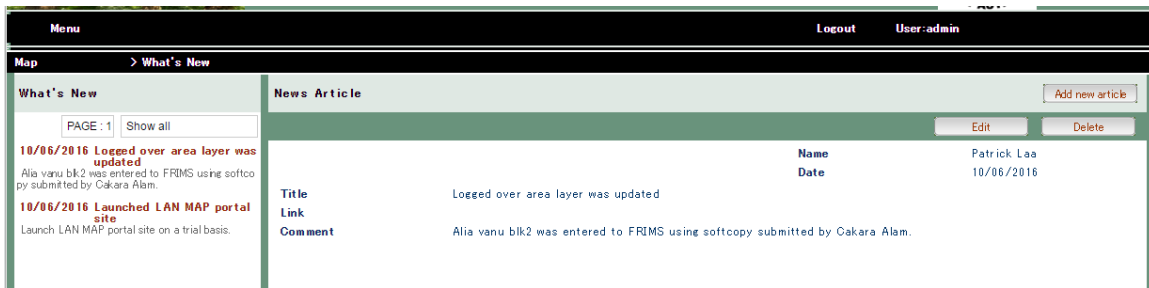 Menu Logout User:admin
Map > What's New
What's New
PAGE : 1 Show all
10/06/2016 Logged over area layer was
updated
Alia vanu blk2 was entered to FRIMS using softco
py submitted by Cakara Alam.
10/06/2016 Launched LAN MAP portal
site
Launch LAN MAP portal site on a trial basis.
News Article Add new article
Edit Delete
Name Patrick Laa
Date 10/06/2016
Title Logged over area layer was updated
Link
Comment Alia vanu blk2 was entered to FRIMS using softcopy submitted by Cakara Alam.